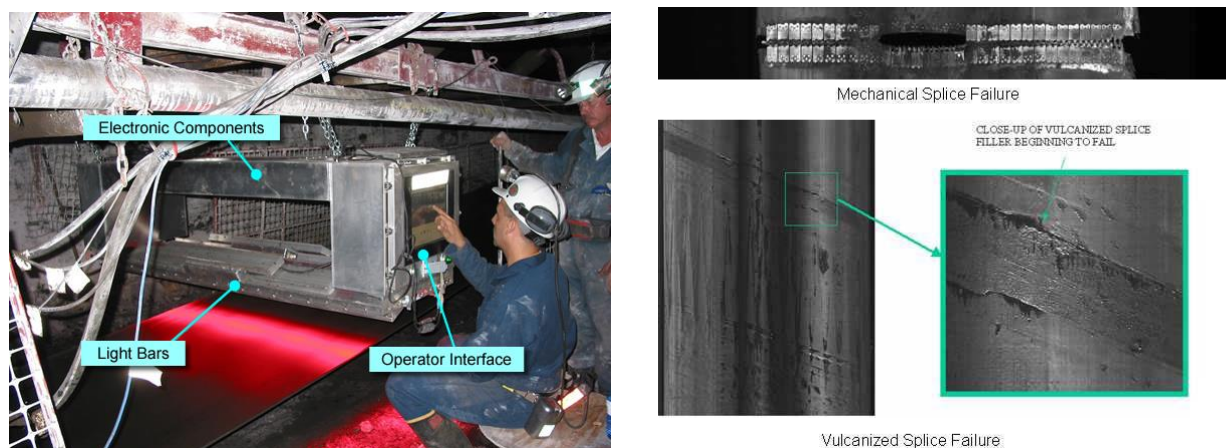 Electronic Components
Light Bars
Operator Interface
Mechanical Splice Failure
CLOSE-UP OF VULCANIZED SPLICE
FILLER BEGINNING TO FAIL
Vulcanized Splice Failure